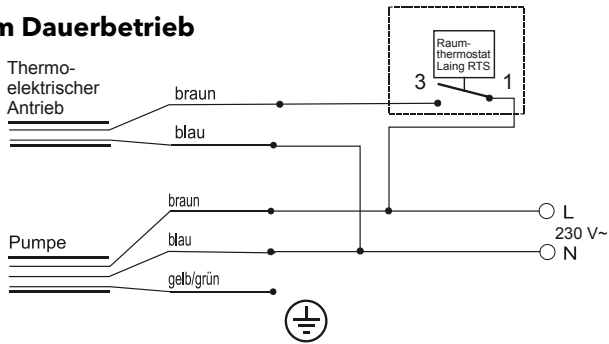 m Dauerbetrieb
Thermo-
elektrischer
Antrieb
braun
blau
Raum-
thermostat
Laing RTS
3
1
braun
blau
gelb/grün
Pumpe
L
230 V~
N